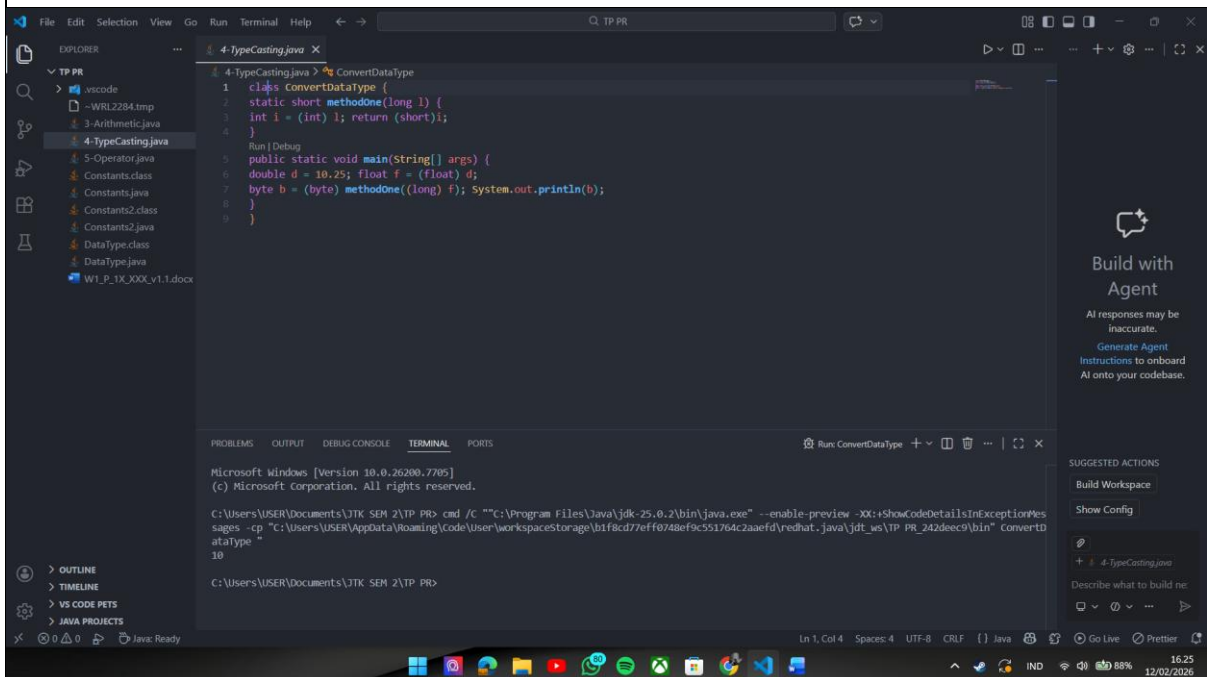 File Edit Selection View Go Run Terminal Help
TP PR
EXPLORER
TP PR
.vscode
~WRL2284.tmp
3-Arithmetic.java
4-TypeCasting.java
5-Operator.java
Constants.class
Constants.java
Constants2.class
Constants2.java
DataType.class
DataType.java
W1_P_1X_XXX_v1.1.docx
OUTLINE
TIMELINE
VS CODE PETS
JAVA PROJECTS
4-TypeCasting.java
4-TypeCasting.java > ConvertDataType
1 class ConvertDataType {
2 static short methodOne(long l) {
3 int i = (int) l; return (short)i;
4 }
Run | Debug
5 public static void main(String[] args) {
6 double d = 10.25; float f = (float) d;
7 byte b = (byte) methodOne((long) f); System.out.println(b);
8 }
9 }
PROBLEMS OUTPUT DEBUG CONSOLE TERMINAL PORTS
Run: ConvertDataType
Microsoft Windows [Version 10.0.26200.7705]
(c) Microsoft Corporation. All rights reserved.
C:\Users\USER\Documents\JTK SEM 2\TP PR> cmd /C ""C:\Program Files\Java\jdk-25.0.2\bin\java.exe" --enable-preview -XX:+ShowCodeDetailsInExceptionMes
sages -cp "C:\Users\USER\AppData\Roaming\Code\User\workspaceStorage\b1f8cd77eff0748ef9c551764c2aaefd\redhat.java\jdt_ws\TP PR_242deec9\bin" ConvertD
ataType "
10
C:\Users\USER\Documents\JTK SEM 2\TP PR>
Build with
Agent
AI responses may be
inaccurate.
Generate Agent
Instructions to onboard
AI onto your codebase.
SUGGESTED ACTIONS
Build Workspace
Show Config
4-TypeCasting.java
Describe what to build ne
0 0 Java: Ready
Ln 1, Col 4 Spaces: 4 UTF-8 CRLF {} Java Go Live Prettier
80
IND 88% 16.25
12/02/2026